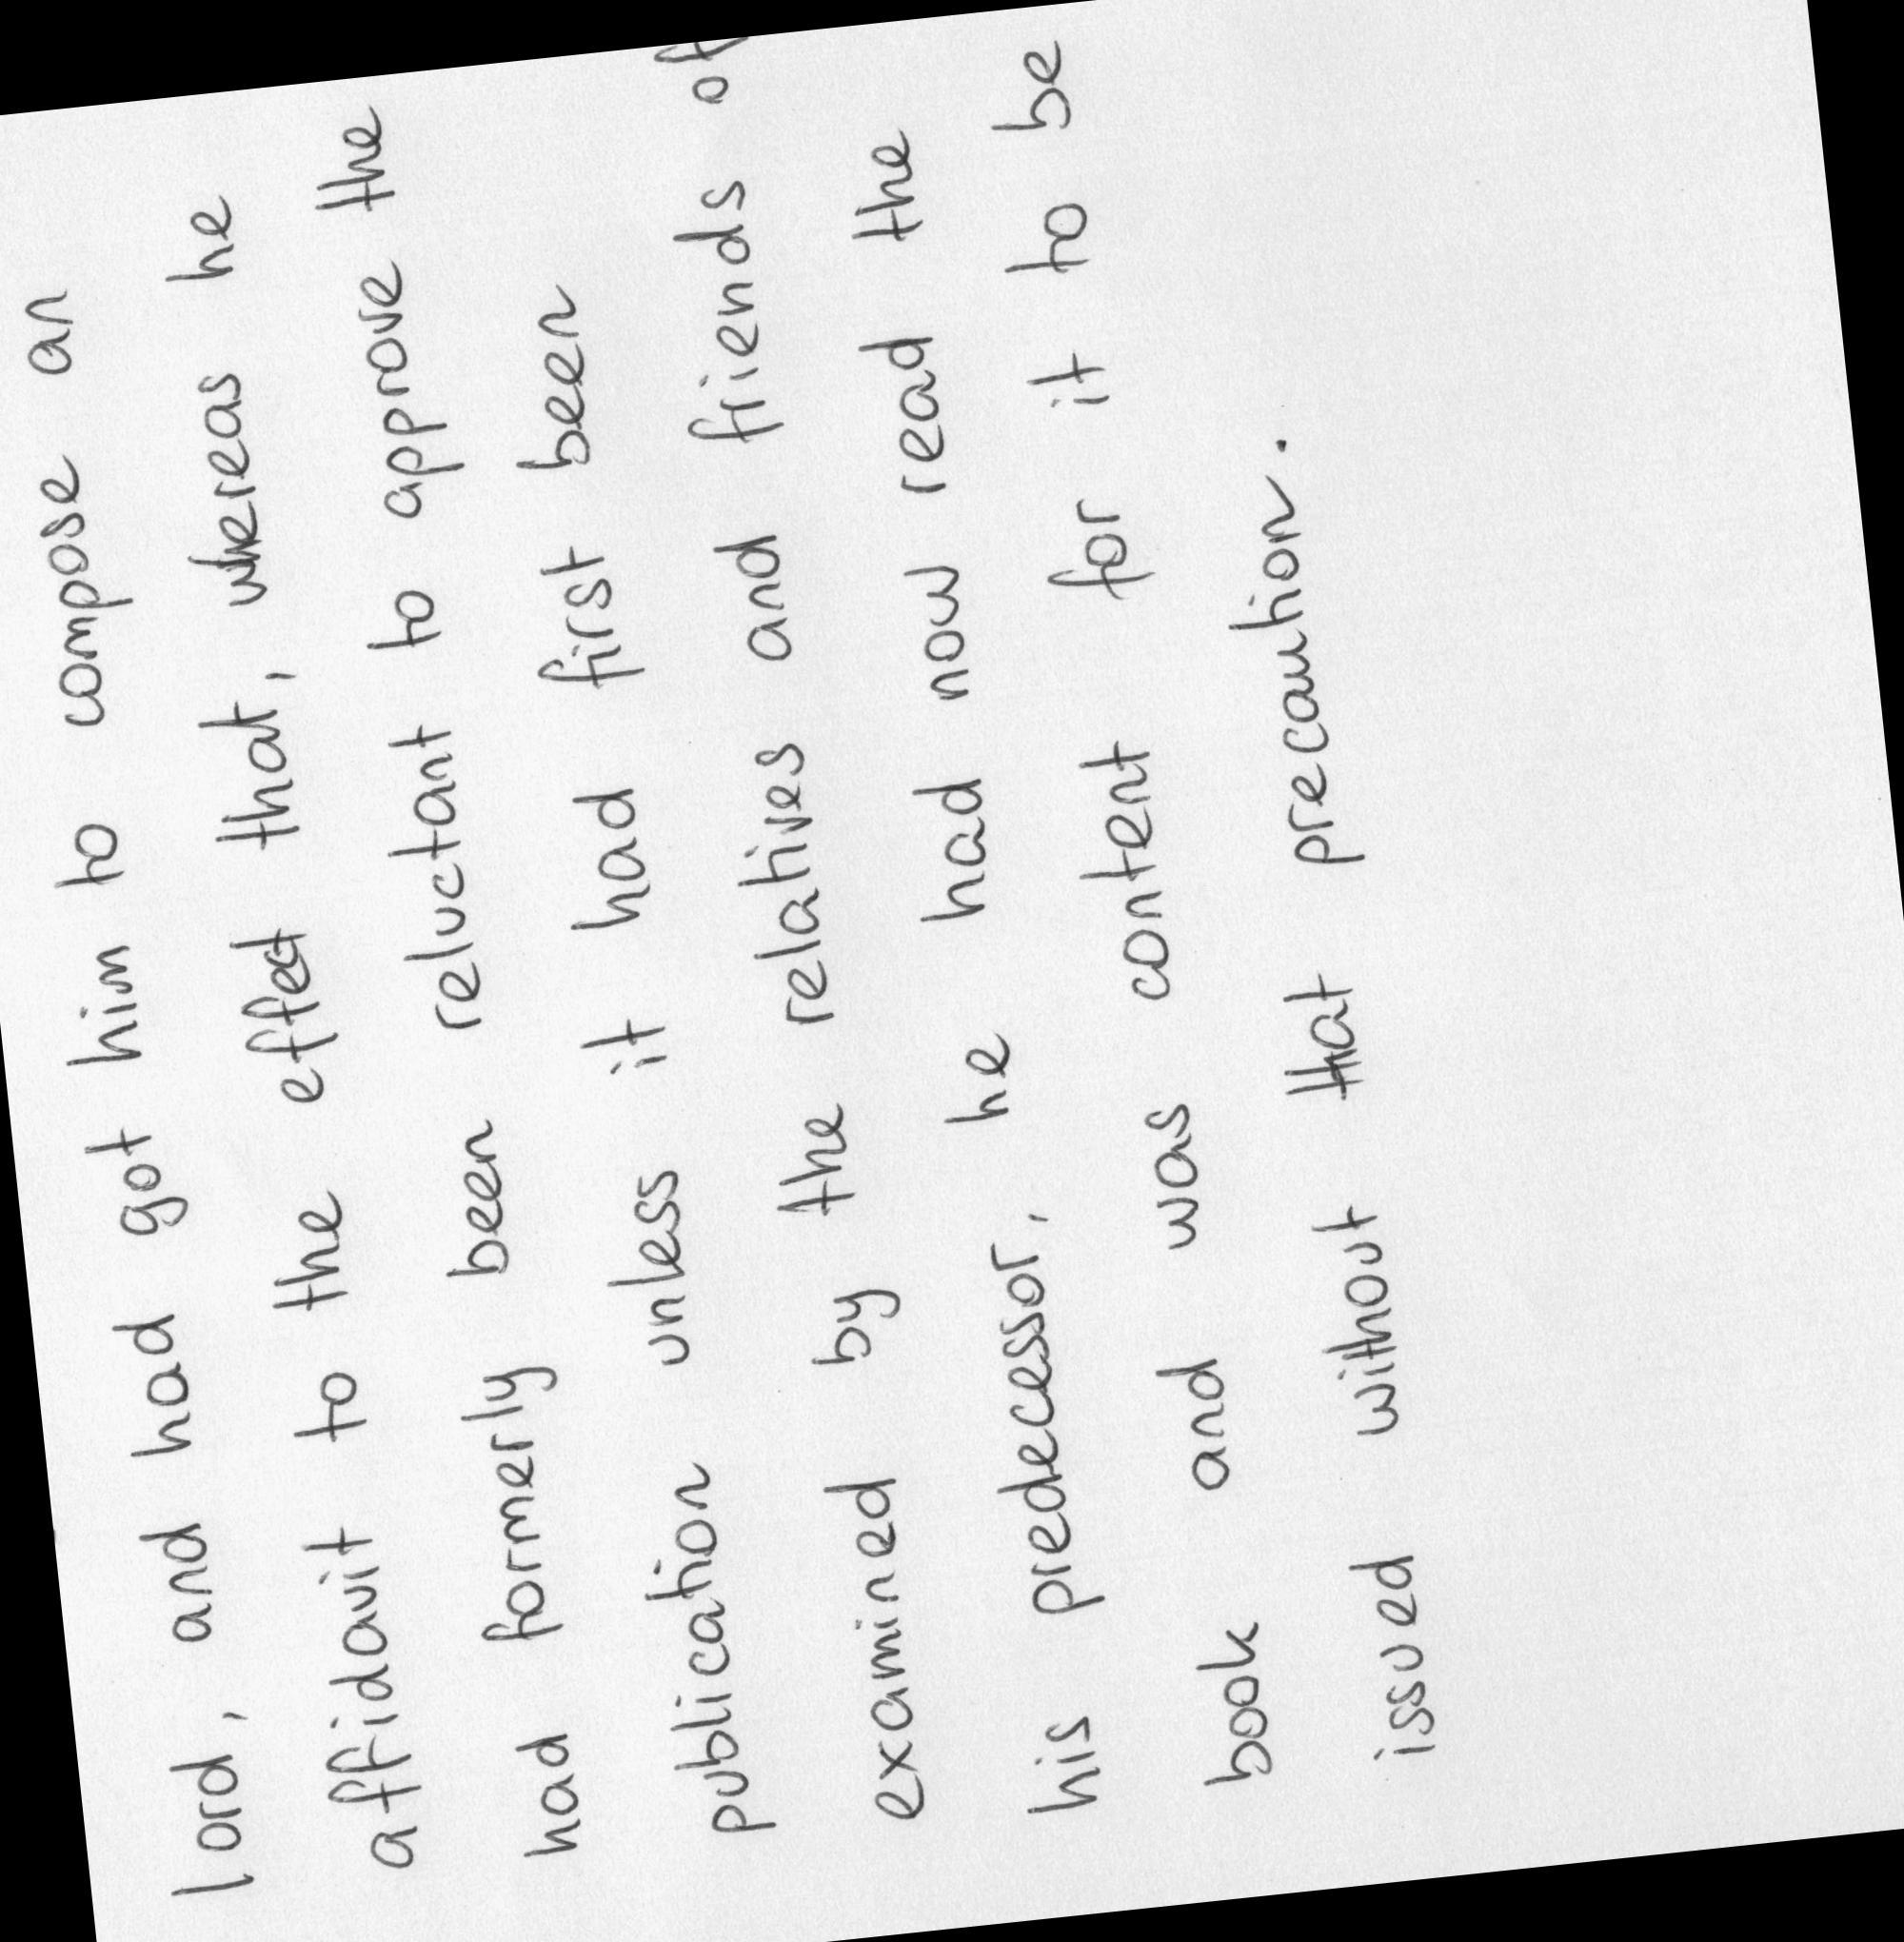 lord, and had got him to compose an
affidavit to the effect that, whereas he
had formerly been reluctant to approve the
publication unless it had first been
examined by the relatives and friends of
his predecessor, he had now read the
book and was content for it to be
issued without that precaution.